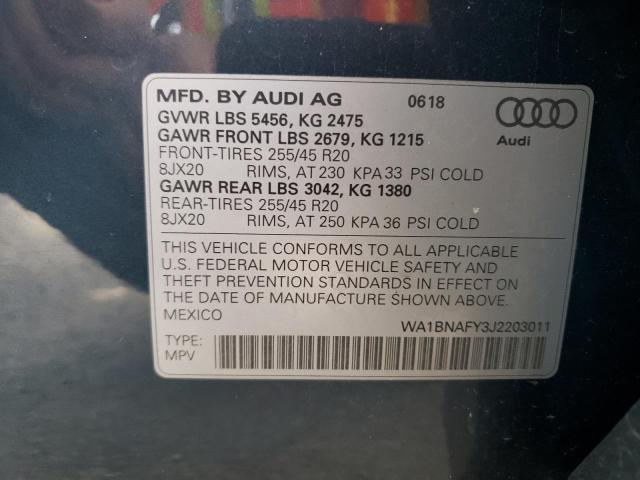 MFD. BY AUDI AG 0618
GVWR LBS 5456, KG 2475
GAWR FRONT LBS 2679, KG 1215
FRONT-TIRES 255/45 R20
8JX20 RIMS, AT 230 KPA 33 PSI COLD
GAWR REAR LBS 3042, KG 1380
REAR-TIRES 255/45 R20
8JX20 RIMS, AT 250 KPA 36 PSI COLD
Audi
THIS VEHICLE CONFORMS TO ALL APPLICABLE
U.S. FEDERAL MOTOR VEHICLE SAFETY AND
THEFT PREVENTION STANDARDS IN EFFECT ON
THE DATE OF MANUFACTURE SHOWN ABOVE.
MEXICO
WA1BNAFY3J2203011
TYPE:
MPV